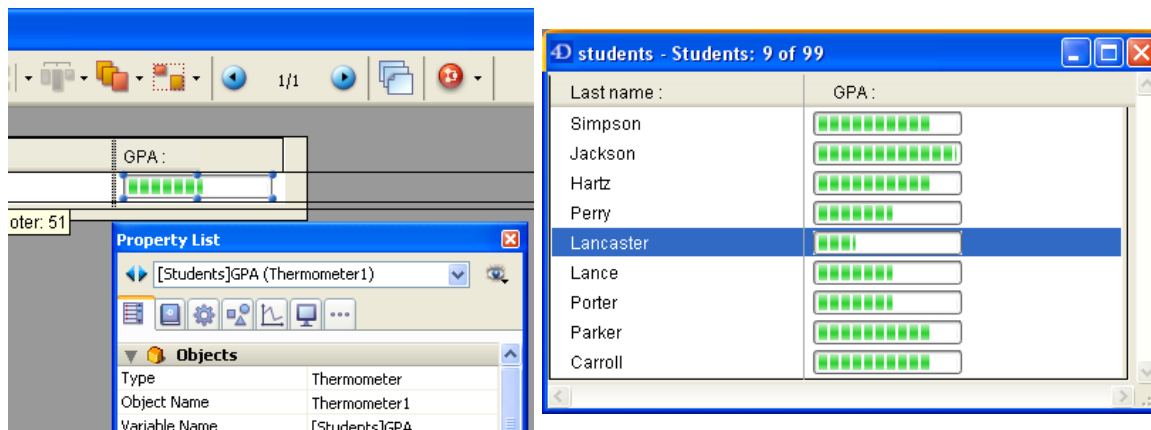 1/1
GPA :
oter: 51
Property List
[Students]GPA (Thermometer1)
Objects
Type Thermometer
Object Name Thermometer1
Variable Name [Students]GPA
4D students - Students: 9 of 99
Last name : GPA :
Simpson
Jackson
Hartz
Perry
Lancaster
Lance
Porter
Parker
Carroll